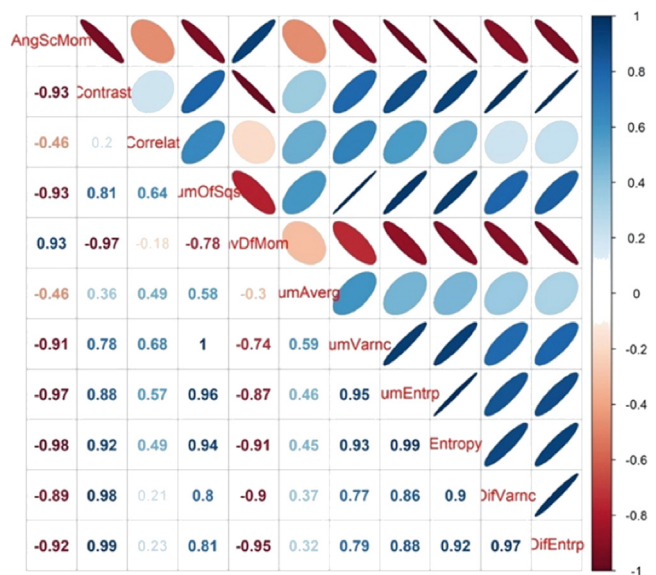 AngScMom
1
-0.93 Contrast 0.8
-0.46 0.2 Correlat 0.6
-0.93 0.81 0.64 umOfSqs 0.4
0.93 -0.97 -0.18 -0.78 nvDfMom 0.2
-0.46 0.36 0.49 0.58 -0.3 umAverg 0
-0.91 0.78 0.68 1 -0.74 0.59 umVarnc -0.2
-0.97 0.88 0.57 0.96 -0.87 0.46 0.95 umEntrp -0.4
-0.98 0.92 0.49 0.94 -0.91 0.45 0.93 0.99 Entropy -0.6
-0.89 0.98 0.21 0.8 -0.9 0.37 0.77 0.86 0.9 DifVarnc -0.8
-0.92 0.99 0.23 0.81 -0.95 0.32 0.79 0.88 0.92 0.97 DifEntrp
-1